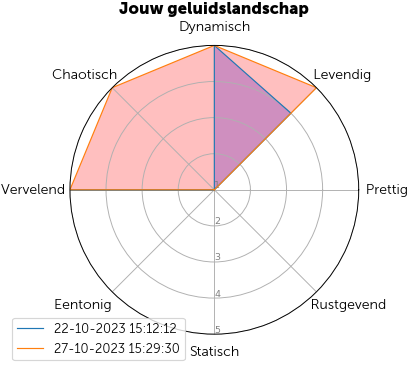 Jouw geluidslandschap
Dynamisch
Chaotisch
Levendig
Vervelend
Prettig
2
3
4
5
Eentonig
Rustgevend
Statisch
22-10-2023 15:12:12
27-10-2023 15:29:30